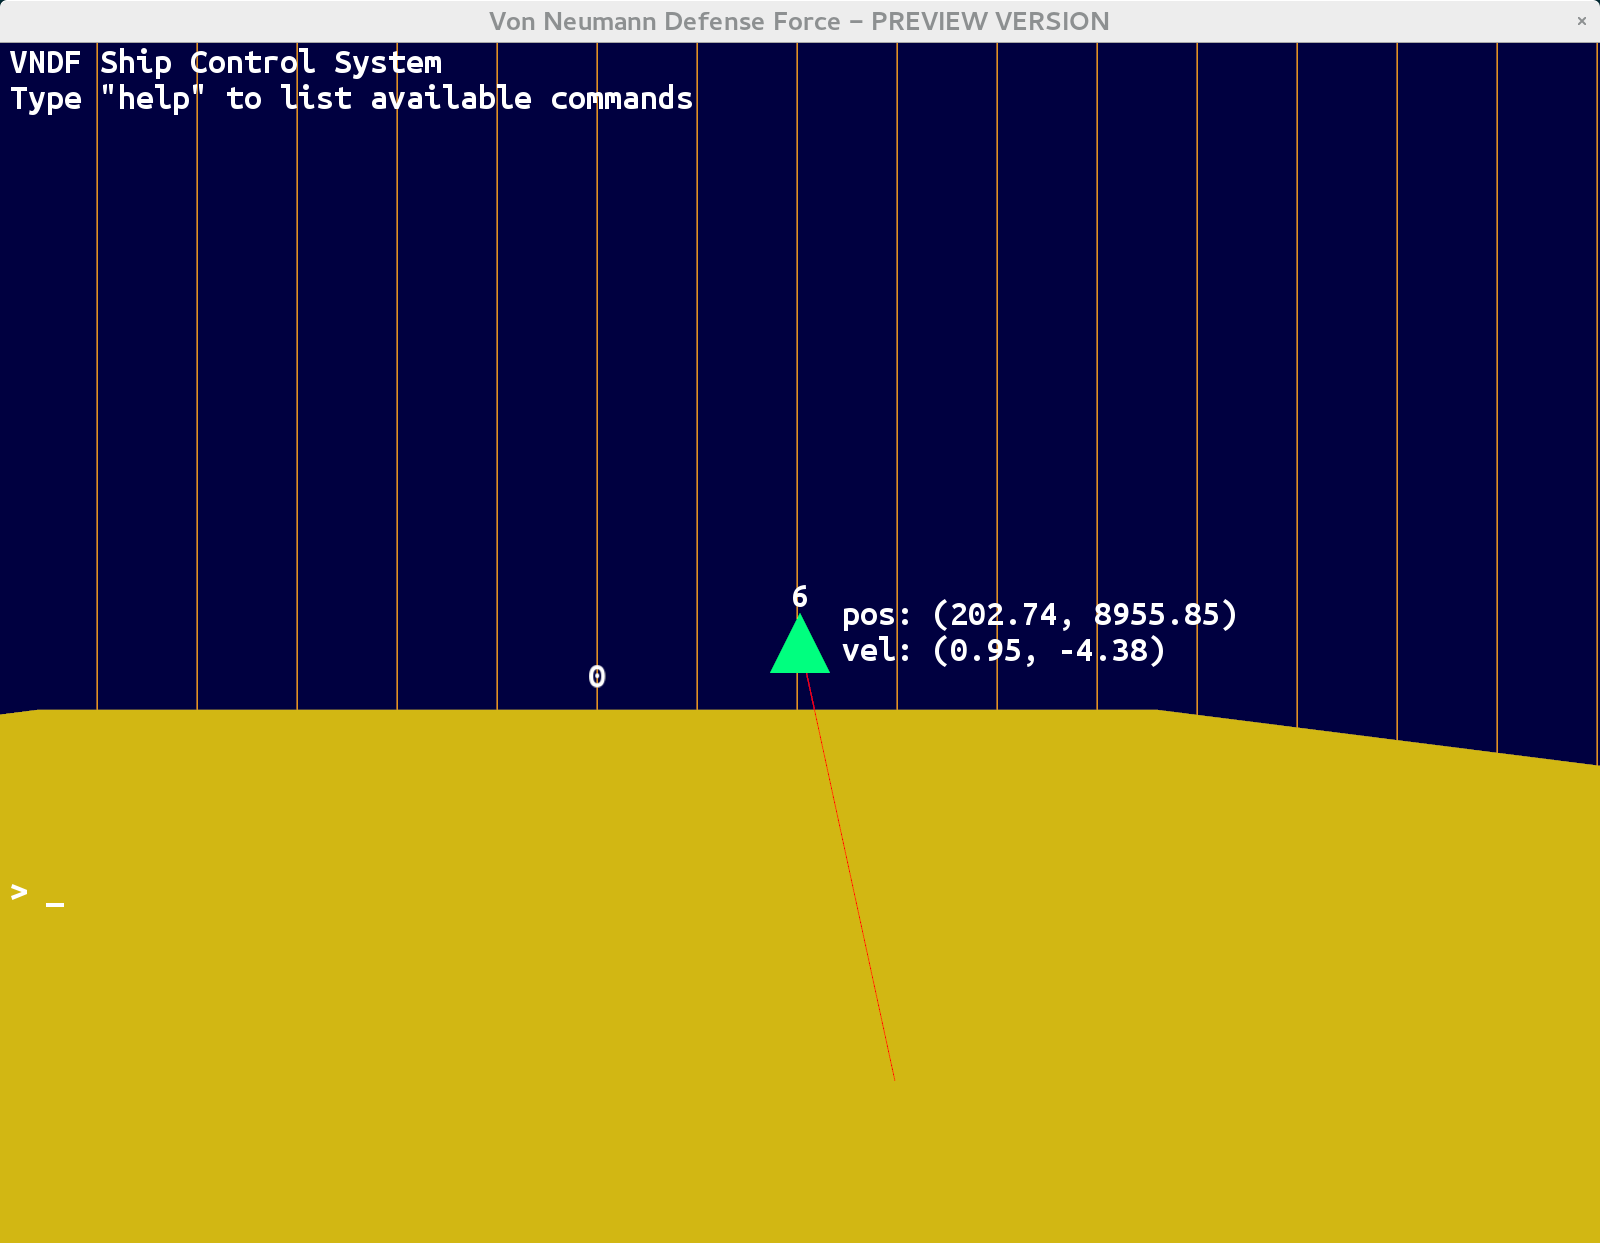 Von Neumann Defense Force – PREVIEW VERSION ×
VNDF Ship Control System
Type "help" to list available commands
6
pos: (202.74, 8955.85)
vel: (0.95, -4.38)
0
> _